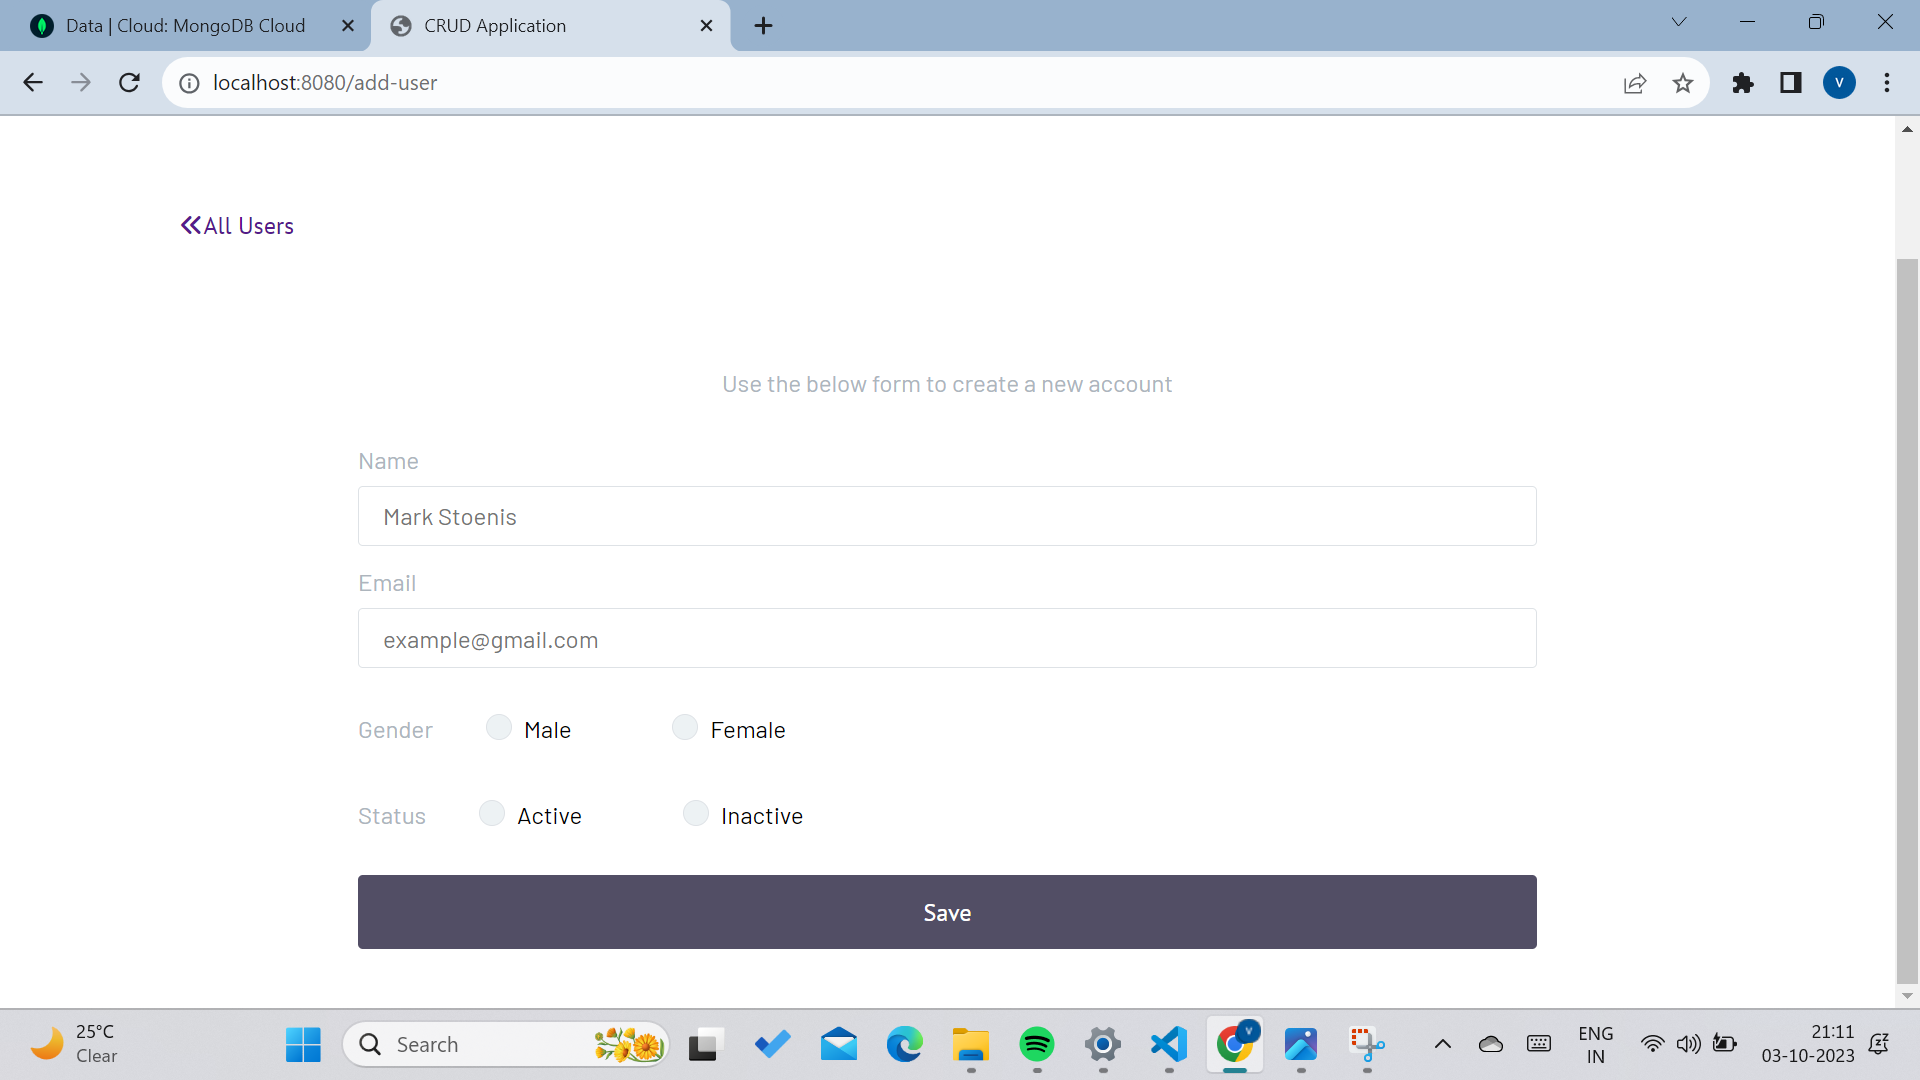 Data | Cloud: MongoDB Cloud
CRUD Application
localhost:8080/add-user
V
All Users
Use the below form to create a new account
Name
Mark Stoenis
Email
example@gmail.com
Gender Male Female
Status Active Inactive
Save
25°C
Clear
Search
V
ENG
IN
21:11
03-10-2023